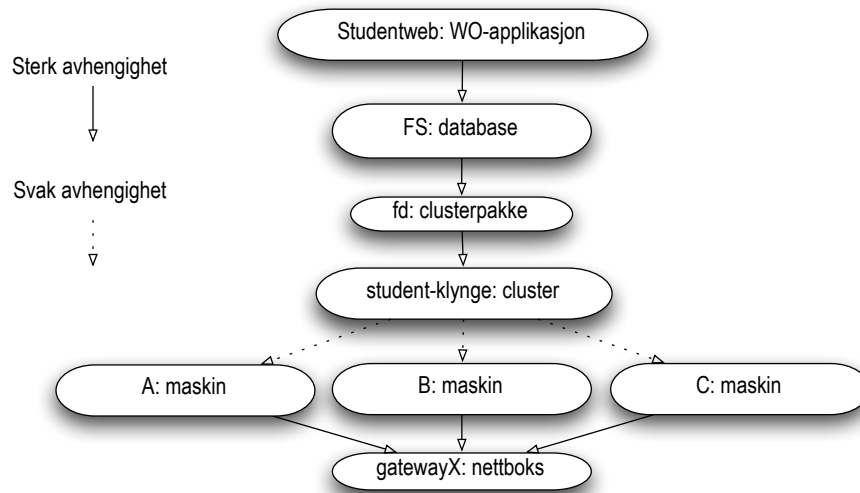 Studentweb: WO-applikasjon
Sterk avhengighet
FS: database
Svak avhengighet
fd: clusterpakke
student-klynge: cluster
A: maskin
B: maskin
C: maskin
gatewayX: nettboks